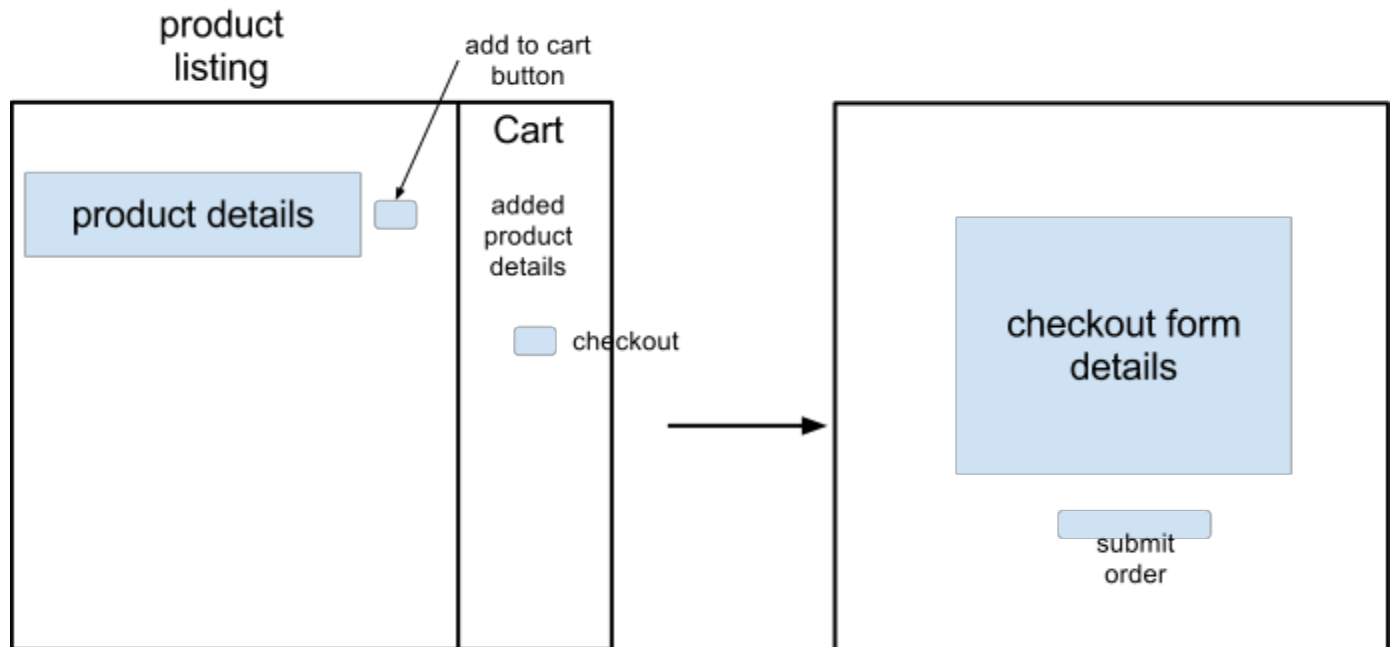 product
listing
add to cart
button
Cart
product details
added
product
details
checkout
checkout form
details
submit
order